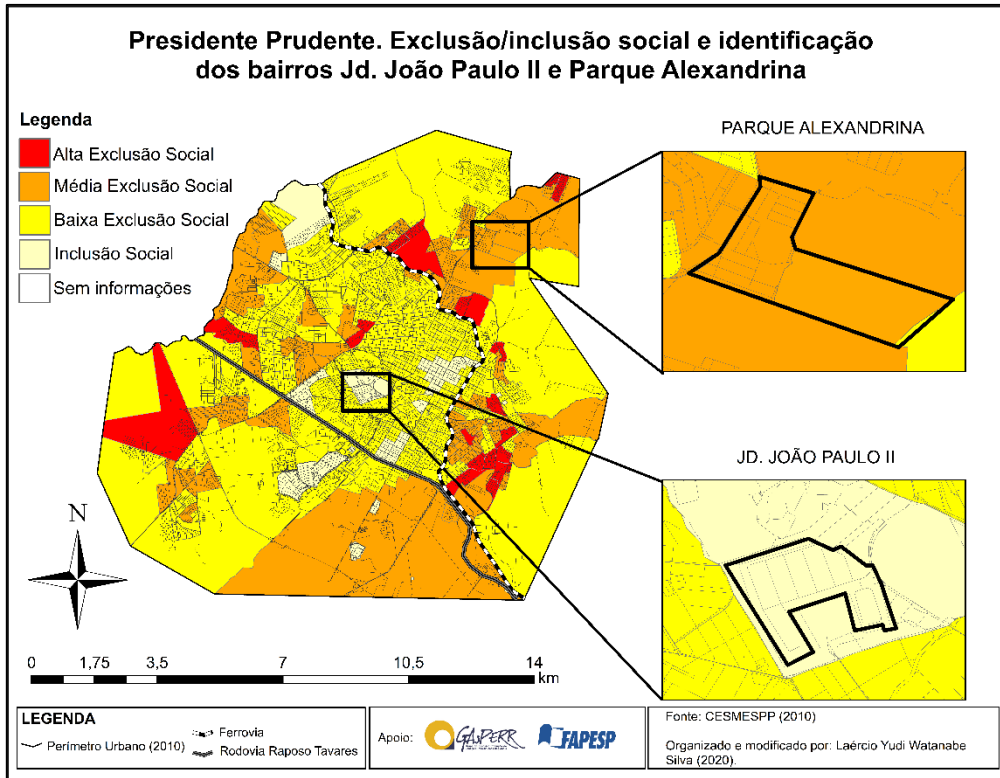 Presidente Prudente. Exclusão/inclusão social e identificação
dos bairros Jd. João Paulo II e Parque Alexandrina
Legenda
Alta Exclusão Social
Média Exclusão Social
Baixa Exclusão Social
Inclusão Social
Sem informações
PARQUE ALEXANDRINA
JD. JOÃO PAULO II
N
0 1,75 3,5 7 10,5 14
km
LEGENDA
Perímetro Urbano (2010)
Ferrovia
Rodovia Raposo Tavares
Apoio:
GAsPERR
FAPESP
Fonte: CESMESPP (2010)
Organizado e modificado por: Laércio Yudi Watanabe
Silva (2020).